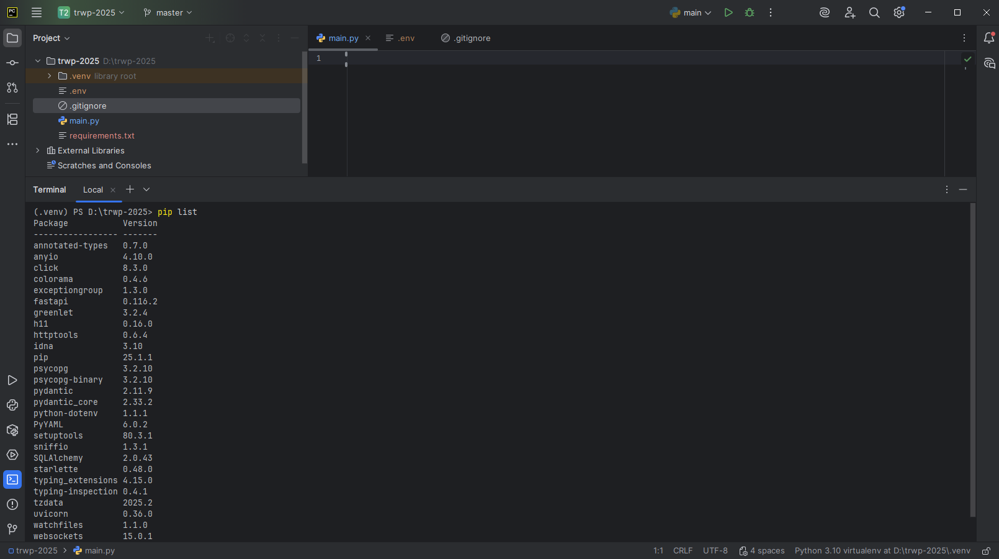 PC T2 trwp-2025 master main
Project
main.py .env .gitignore
trwp-2025 D:\trwp-2025
.venv library root
.env
.gitignore
main.py
requirements.txt
External Libraries
Scratches and Consoles
1
Terminal Local
(.venv) PS D:\trwp-2025> pip list
Package Version
----------------- -------
annotated-types 0.7.0
anyio 4.10.0
click 8.3.0
colorama 0.4.6
exceptiongroup 1.3.0
fastapi 0.116.2
greenlet 3.2.4
h11 0.16.0
httptools 0.6.4
idna 3.10
pip 25.1.1
psycopg 3.2.10
psycopg-binary 3.2.10
pydantic 2.11.9
pydantic_core 2.33.2
python-dotenv 1.1.1
PyYAML 6.0.2
setuptools 80.3.1
sniffio 1.3.1
SQLAlchemy 2.0.43
starlette 0.48.0
typing_extensions 4.15.0
typing-inspection 0.4.1
tzdata 2025.2
uvicorn 0.36.0
watchfiles 1.1.0
websockets 15.0.1
trwp-2025 > main.py 1:1 CRLF UTF-8 4 spaces Python 3.10 virtualenv at D:\trwp-2025\.venv